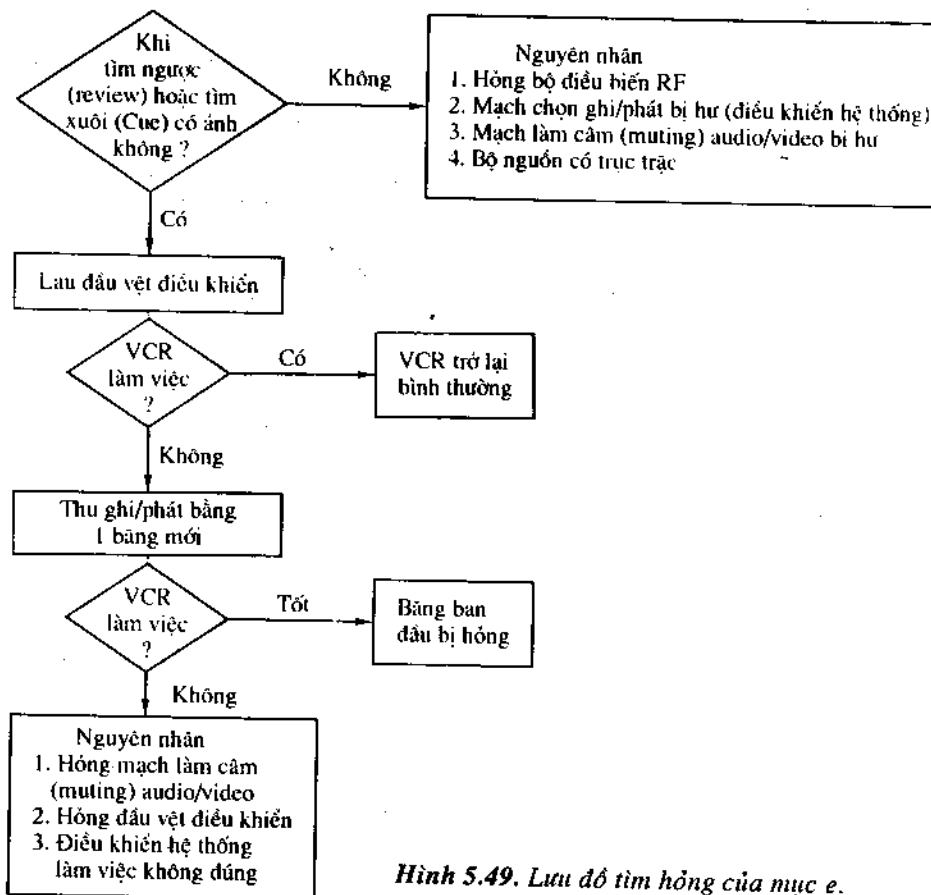 Khi
tìm ngược
(review) hoặc tìm
xuôi (Cue) có ảnh
không ?
Không
Nguyên nhân
1. Hỏng bộ điều biến RF
2. Mạch chọn ghi/phát bị hư (điều khiển hệ thống)
3. Mạch làm câm (muting) audio/video bị hư
4. Bộ nguồn có trục trặc
Có
Lau đầu vệt điều khiển
VCR
làm việc
?
Có
VCR trở lại
bình thường
Không
Thu ghi/phát bằng
1 băng mới
VCR
làm việc
?
Tốt
Băng ban
đầu bị hỏng
Không
Nguyên nhân
1. Hỏng mạch làm câm
(muting) audio/video
2. Hỏng đầu vệt điều khiển
3. Điều khiển hệ thống
làm việc không đúng
Hình 5.49. Lưu đồ tìm hỏng của mục e.